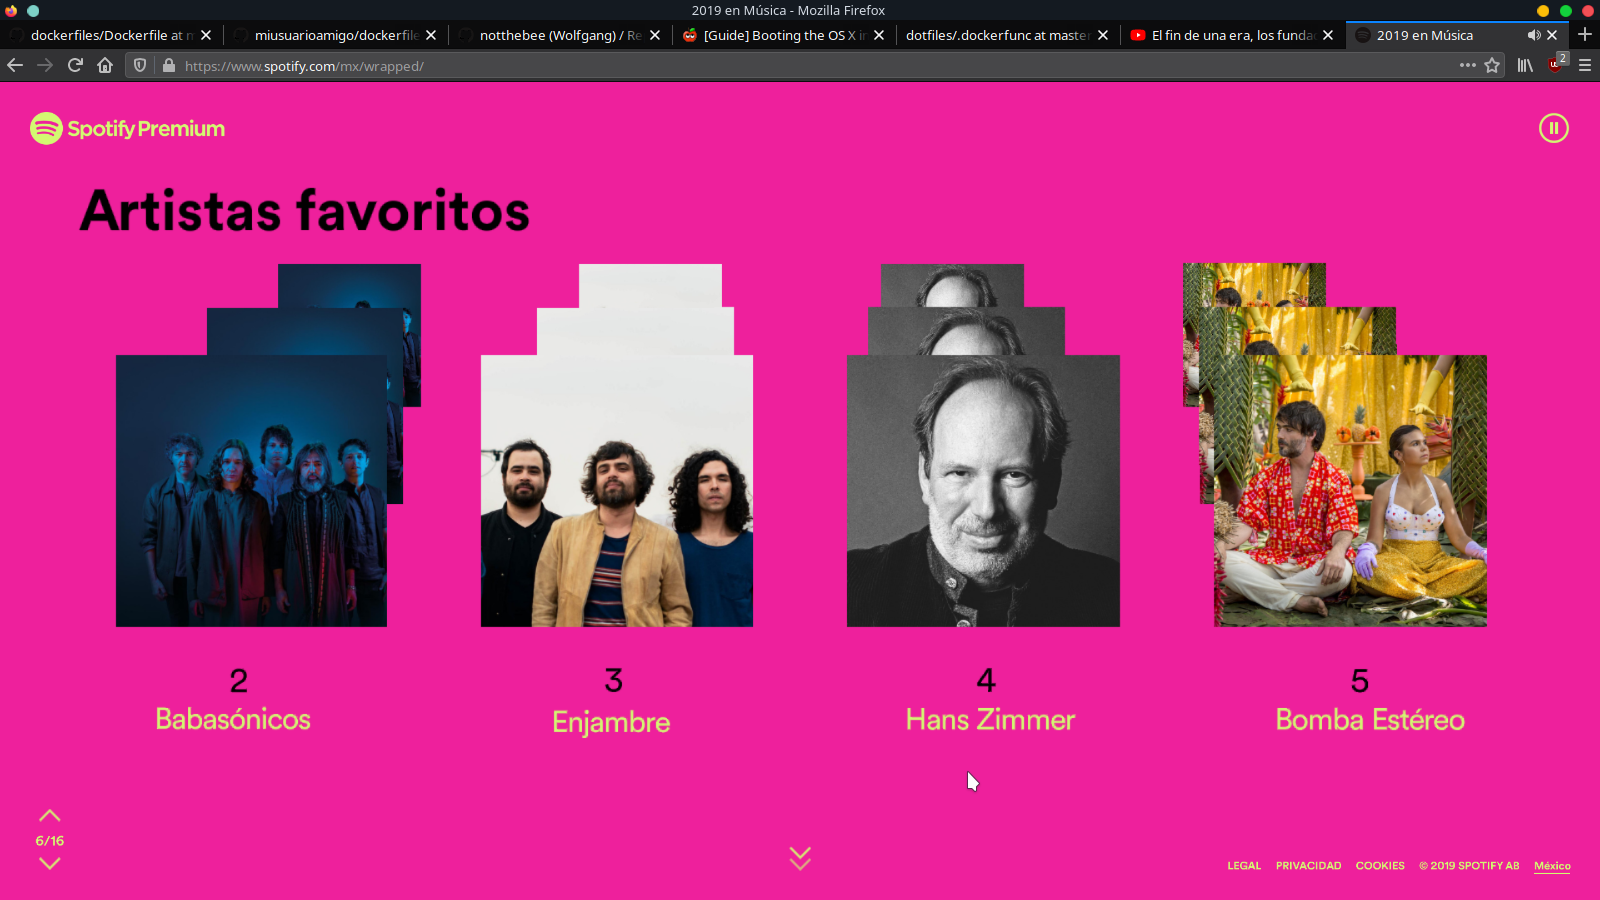 2019 en Música - Mozilla Firefox
dockerfiles/Dockerfile at m
miusuarioamigo/dockerfile
notthebee (Wolfgang) / Re
[Guide] Booting the OS X in
dotfiles/.dockerfunc at master
El fin de una era, los funda
2019 en Música
https://www.spotify.com/mx/wrapped/
2
Spotify Premium
Artistas favoritos
2
Babasónicos
3
Enjambre
4
Hans Zimmer
5
Bomba Estéreo
6/16
LEGAL PRIVACIDAD COOKIES © 2019 SPOTIFY AB México